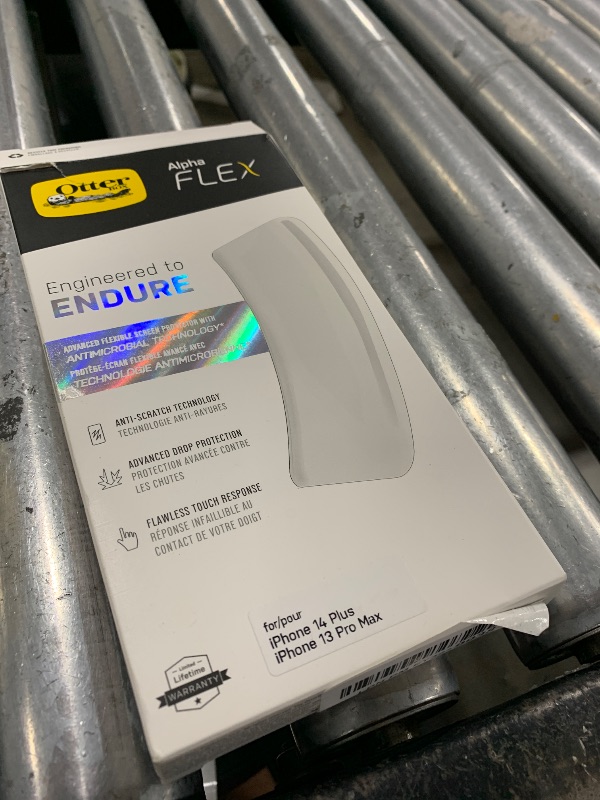 Otter
BOX
Alpha
FLEX
Engineered to
ENDURE
ADVANCED FLEXIBLE SCREEN PROTECTOR WITH
ANTIMICROBIAL TECHNOLOGY*
PROTÈGE-ÉCRAN FLEXIBLE AVANCÉ AVEC
TECHNOLOGIE ANTIMICROBIENNE
ANTI-SCRATCH TECHNOLOGY
TECHNOLOGIE ANTI-RAYURES
ADVANCED DROP PROTECTION
PROTECTION AVANCÉE CONTRE
LES CHUTES
FLAWLESS TOUCH RESPONSE
RÉPONSE INFAILLIBLE AU
CONTACT DE VOTRE DOIGT
for/pour
iPhone 14 Plus
iPhone 13 Pro Max
Limited
Lifetime
WARRANTY